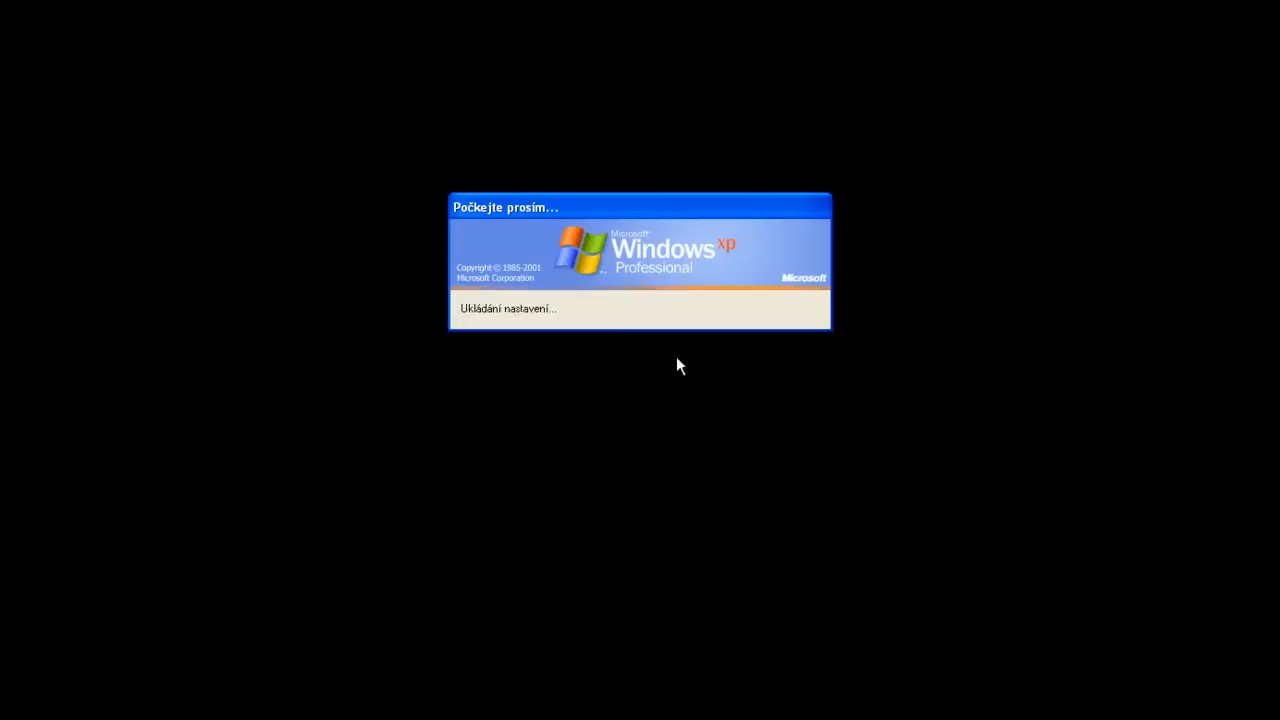 Počkejte prosím...
Microsoft®
Windows xp
Professional
Copyright © 1985-2001
Microsoft Corporation
Microsoft
Ukládání nastavení...